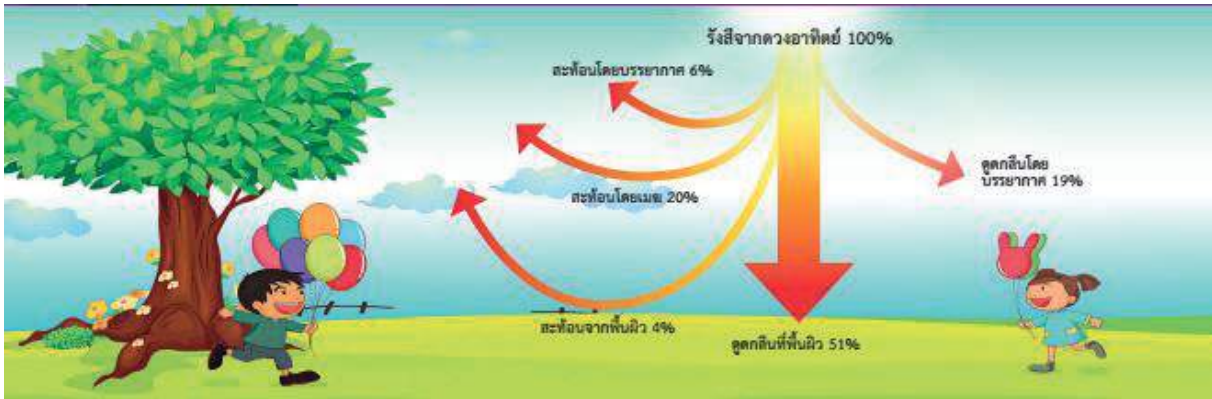 รังสีจากดวงอาทิตย์ 100%
สะท้อนโดยบรรยากาศ 6%
ดูดกลืนโดย
บรรยากาศ 19%
สะท้อนโดยเมฆ 20%
สะท้อนจากพื้นผิว 4%
ดูดกลืนที่พื้นผิว 51%